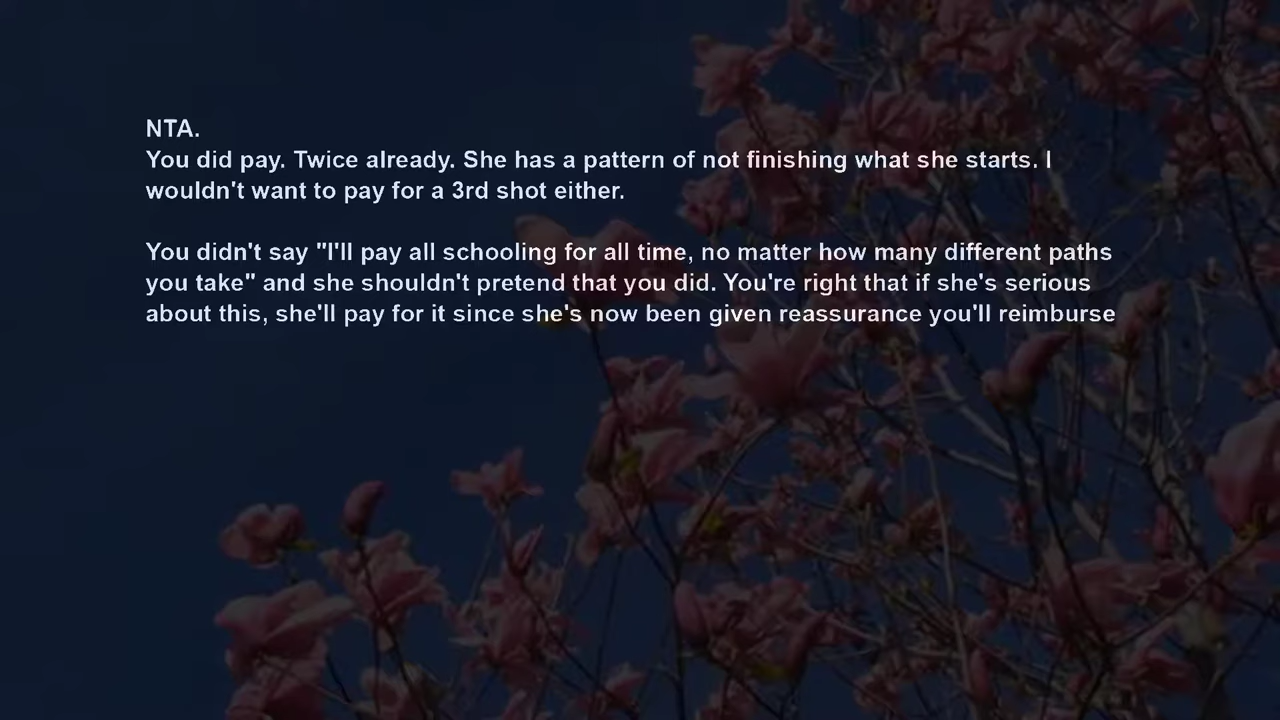 NTA.
You did pay. Twice already. She has a pattern of not finishing what she starts. I
wouldn't want to pay for a 3rd shot either.
You didn't say "I'll pay all schooling for all time, no matter how many different paths
you take" and she shouldn't pretend that you did. You're right that if she's serious
about this, she'll pay for it since she's now been given reassurance you'll reimburse